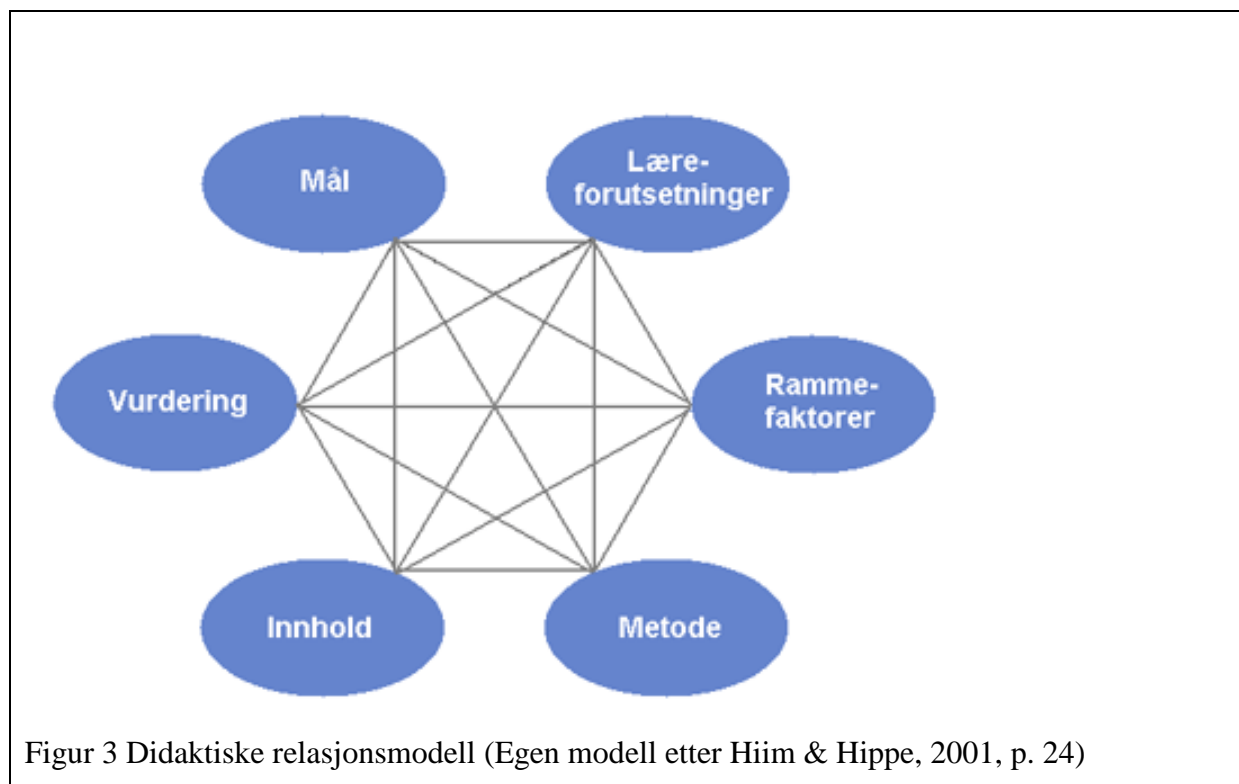 Mål
Lære-
forutsetninger
Vurdering
Ramme-
faktorer
Innhold
Metode
Figur 3 Didaktiske relasjonsmodell (Egen modell etter Hiim & Hippe, 2001, p. 24)